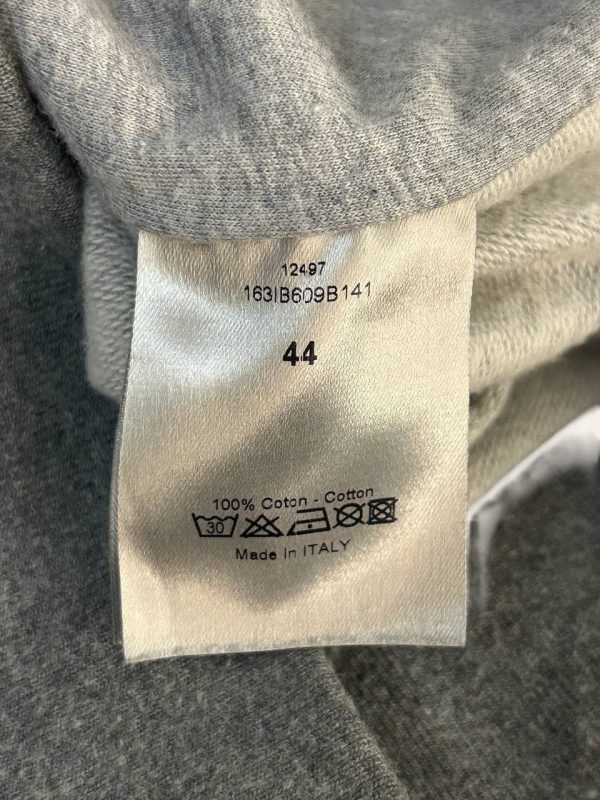 12497
163IB609B141
44
100% Coton - Cotton
30
Made in ITALY